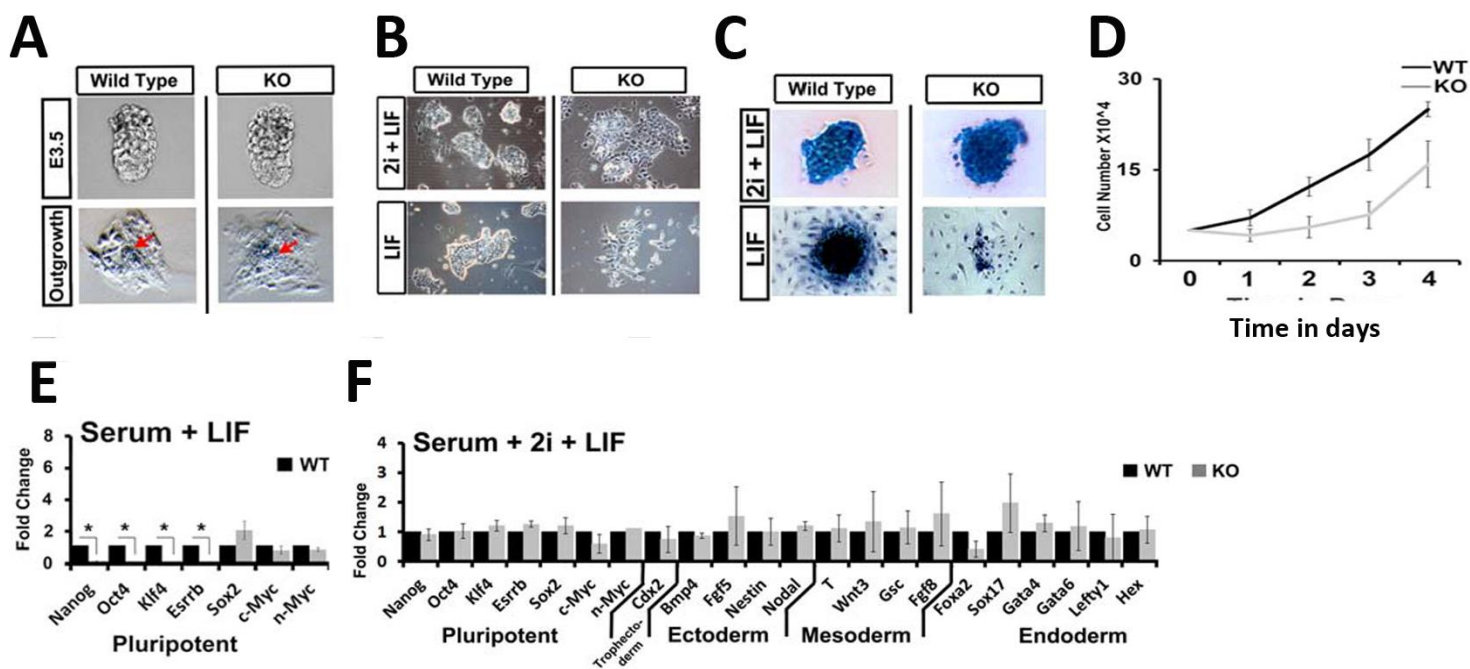 A
Wild Type
KO
E3.5
Outgrowth
B
Wild Type
KO
2i + LIF
LIF
C
Wild Type
KO
2i + LIF
LIF
D
WT
KO
Cell Number X10^4
30
15
0
0 1 2 3 4
Time in days
E
Serum + LIF
WT
Fold Change
8
6
4
2
0
* * * *
Nanog Oct4 Klf4 Esrrb Sox2 c-Myc n-Myc
Pluripotent
F
Serum + 2i + LIF
WT KO
Fold Change
4
3
2
1
0
Nanog Oct4 Klf4 Esrrb Sox2 c-Myc n-Myc Cdx2 Bmp4 Fgf5 Nestin Nodal T Wnt3 Gsc Fgf8 Foxa2 Sox17 Gata4 Gata6 Lefty1 Hex
Pluripotent
Trophecto-
derm
Ectoderm
Mesoderm
Endoderm